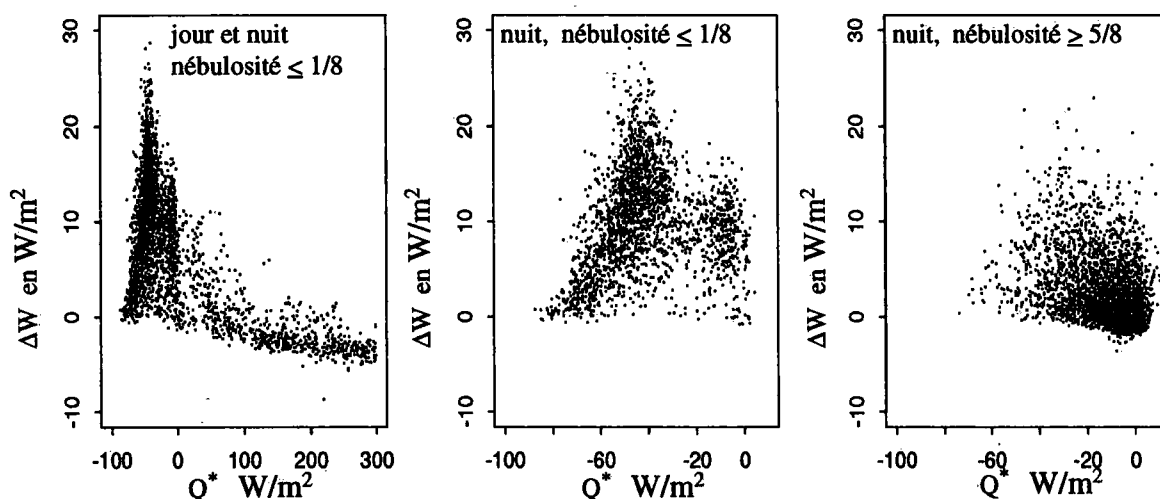 jour et nuit
nébulosité ≤ 1/8
ΔW en W/m²
30
20
10
0
-10
-100 0 100 200 300
Q* W/m²
nuit, nébulosité ≤ 1/8
ΔW en W/m²
30
20
10
0
-10
-100 -60 -20 0
Q* W/m²
nuit, nébulosité ≥ 5/8
ΔW en W/m²
30
20
10
0
-10
-100 -60 -20 0
Q* W/m²